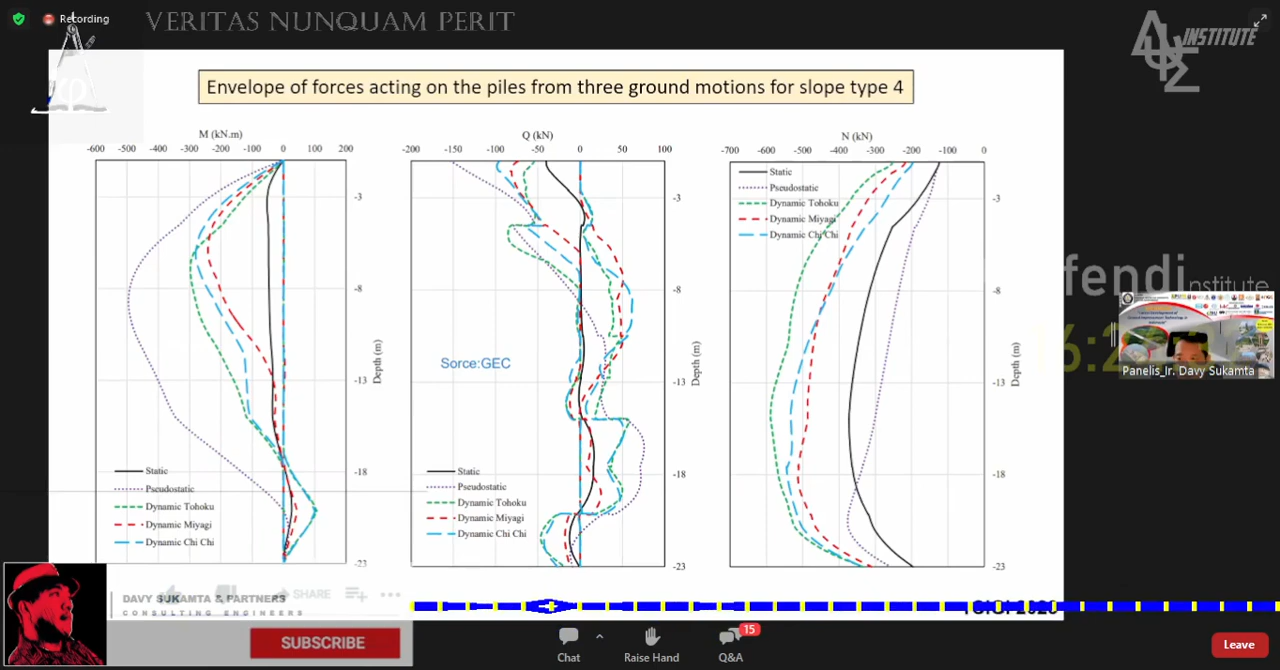 Recording
VERITAS NUNQUAM PERIT
INSTITUTE
Envelope of forces acting on the piles from three ground motions for slope type 4
M (kN.m)
-600 -500 -400 -300 -200 -100 0 100 200
-3
-8
-13
-18
-23
Depth (m)
Static
Pseudostatic
Dynamic Tohoku
Dynamic Miyagi
Dynamic Chi Chi
Q (kN)
-200 -150 -100 -50 0 50 100
-3
-8
-13
-18
-23
Depth (m)
Sorce:GEC
Static
Pseudostatic
Dynamic Tohoku
Dynamic Miyagi
Dynamic Chi Chi
N (kN)
-700 -600 -500 -400 -300 -200 -100 0
Static
Pseudostatic
Dynamic Tohoku
Dynamic Miyagi
Dynamic Chi Chi
-3
-8
-13
-18
-23
Depth (m)
fendi
institute
Panelis_Ir. Davy Sukamta
DAVY SUKAMTA & PARTNERS
CONSULTING ENGINEERS
SHARE
SUBSCRIBE
Chat
Raise Hand
15
Q&A
Leave